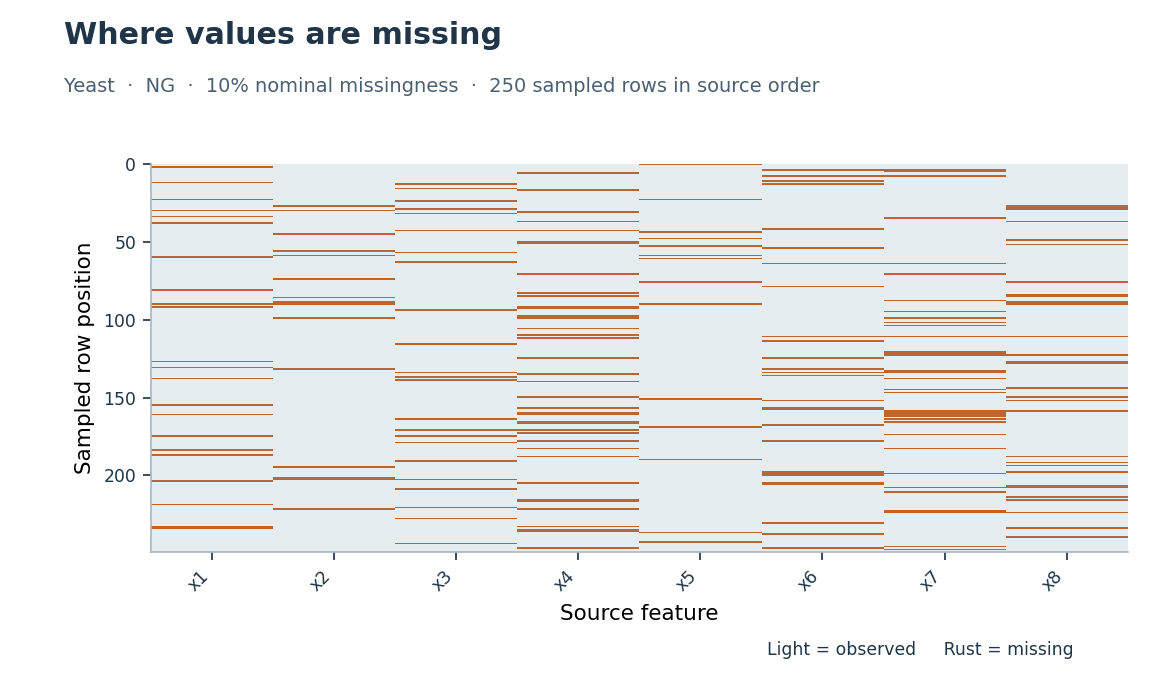 Where values are missing
Yeast · NG · 10% nominal missingness · 250 sampled rows in source order
0
50
100
150
200
Sampled row position
x1 x2 x3 x4 x5 x6 x7 x8
Source feature
Light = observed Rust = missing